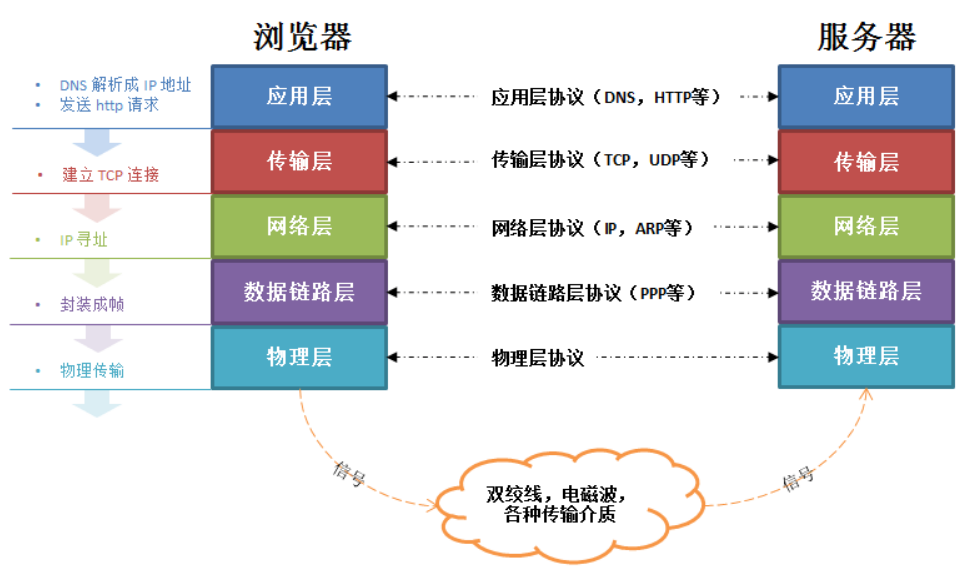 浏览器
服务器
• DNS 解析成 IP 地址
• 发送 http 请求
应用层
应用层协议（DNS，HTTP等）
应用层
• 建立 TCP 连接
传输层
传输层协议（TCP，UDP等）
传输层
• IP 寻址
网络层
网络层协议（IP，ARP等）
网络层
• 封装成帧
数据链路层
数据链路层协议（PPP等）
数据链路层
• 物理传输
物理层
物理层协议
物理层
信号
双绞线，电磁波，
各种传输介质
信号